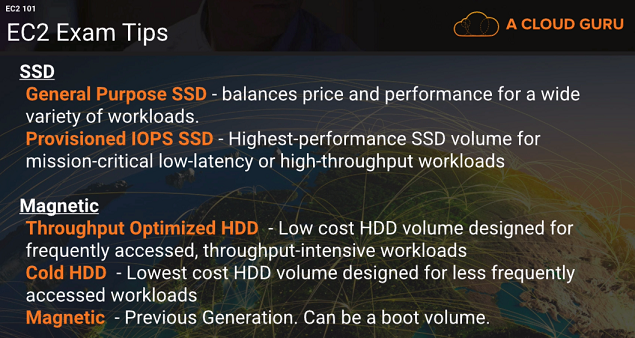 EC2 101
EC2 Exam Tips
A CLOUD GURU
SSD
General Purpose SSD - balances price and performance for a wide
variety of workloads.
Provisioned IOPS SSD - Highest-performance SSD volume for
mission-critical low-latency or high-throughput workloads
Magnetic
Throughput Optimized HDD - Low cost HDD volume designed for
frequently accessed, throughput-intensive workloads
Cold HDD - Lowest cost HDD volume designed for less frequently
accessed workloads
Magnetic - Previous Generation. Can be a boot volume.